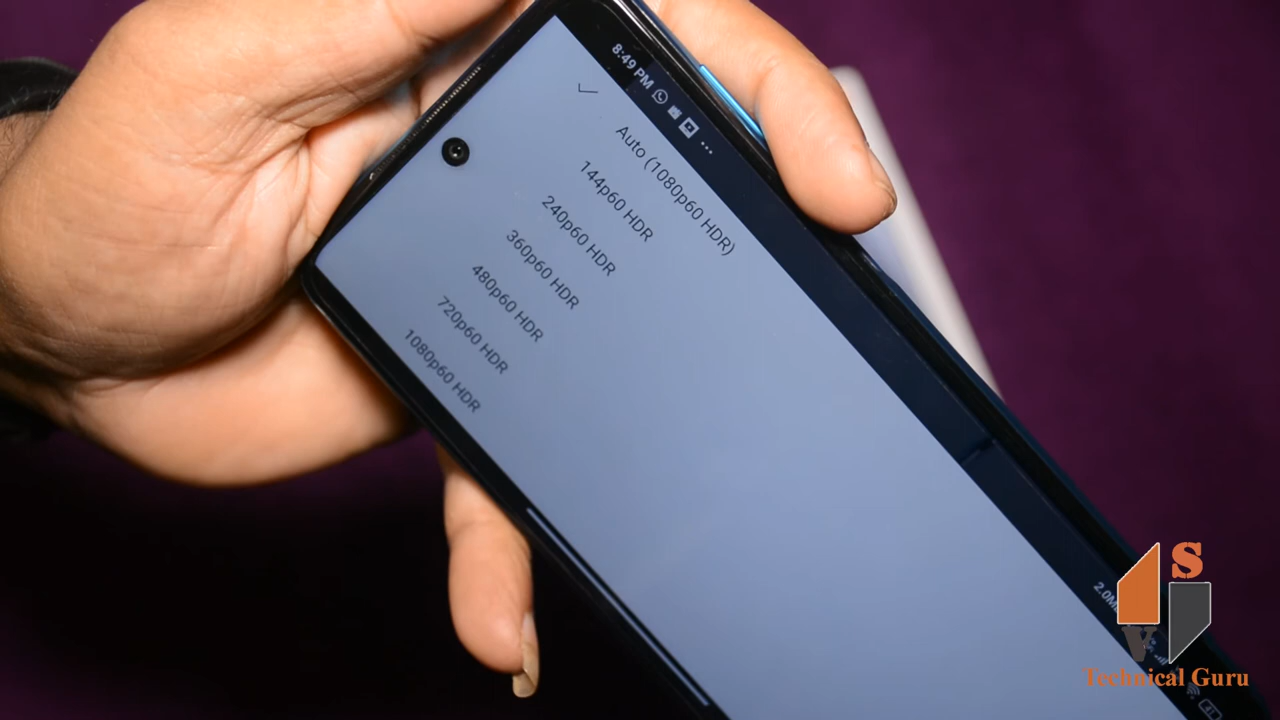 8:49 PM
Auto (1080p60 HDR)
144p60 HDR
240p60 HDR
360p60 HDR
480p60 HDR
720p60 HDR
1080p60 HDR
S
V
Technical Guru